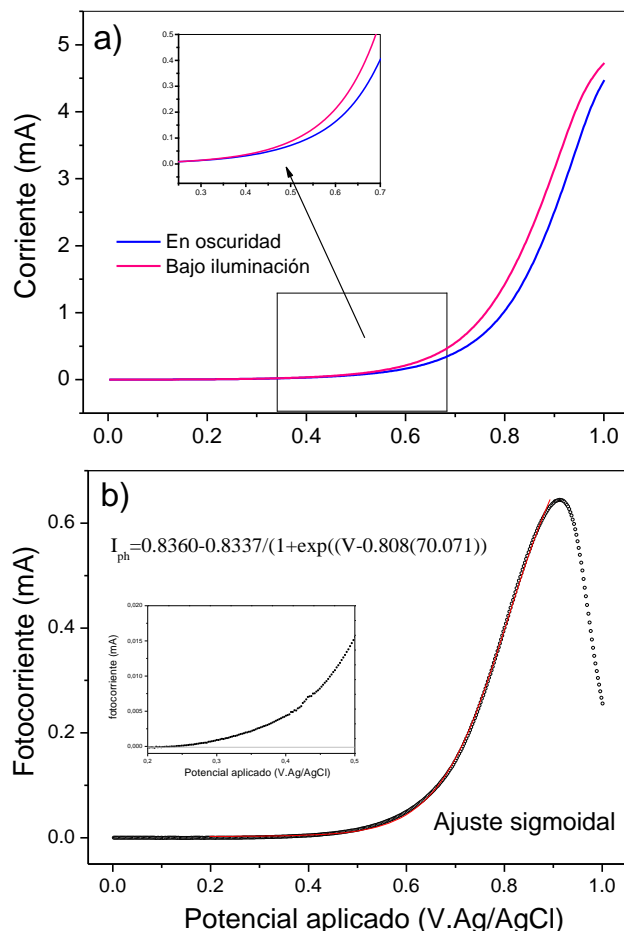 a)
0.5
0.4
0.3
0.2
0.1
0.0
0.3 0.4 0.5 0.6 0.7
En oscuridad
Bajo iluminación
Corriente (mA)
5
4
3
2
1
0
0.0 0.2 0.4 0.6 0.8 1.0
b)
I_ph=0.8360-0.8337/(1+exp((V-0.808(70.071))
fotocorriente (mA)
0,020
0,015
0,010
0,005
0,000
0,2 0,3 0,4 0,5
Potencial aplicado (V.Ag/AgCl)
Ajuste sigmoidal
Fotocorriente (mA)
0.6
0.4
0.2
0.0
0.0 0.2 0.4 0.6 0.8 1.0
Potencial aplicado (V.Ag/AgCl)